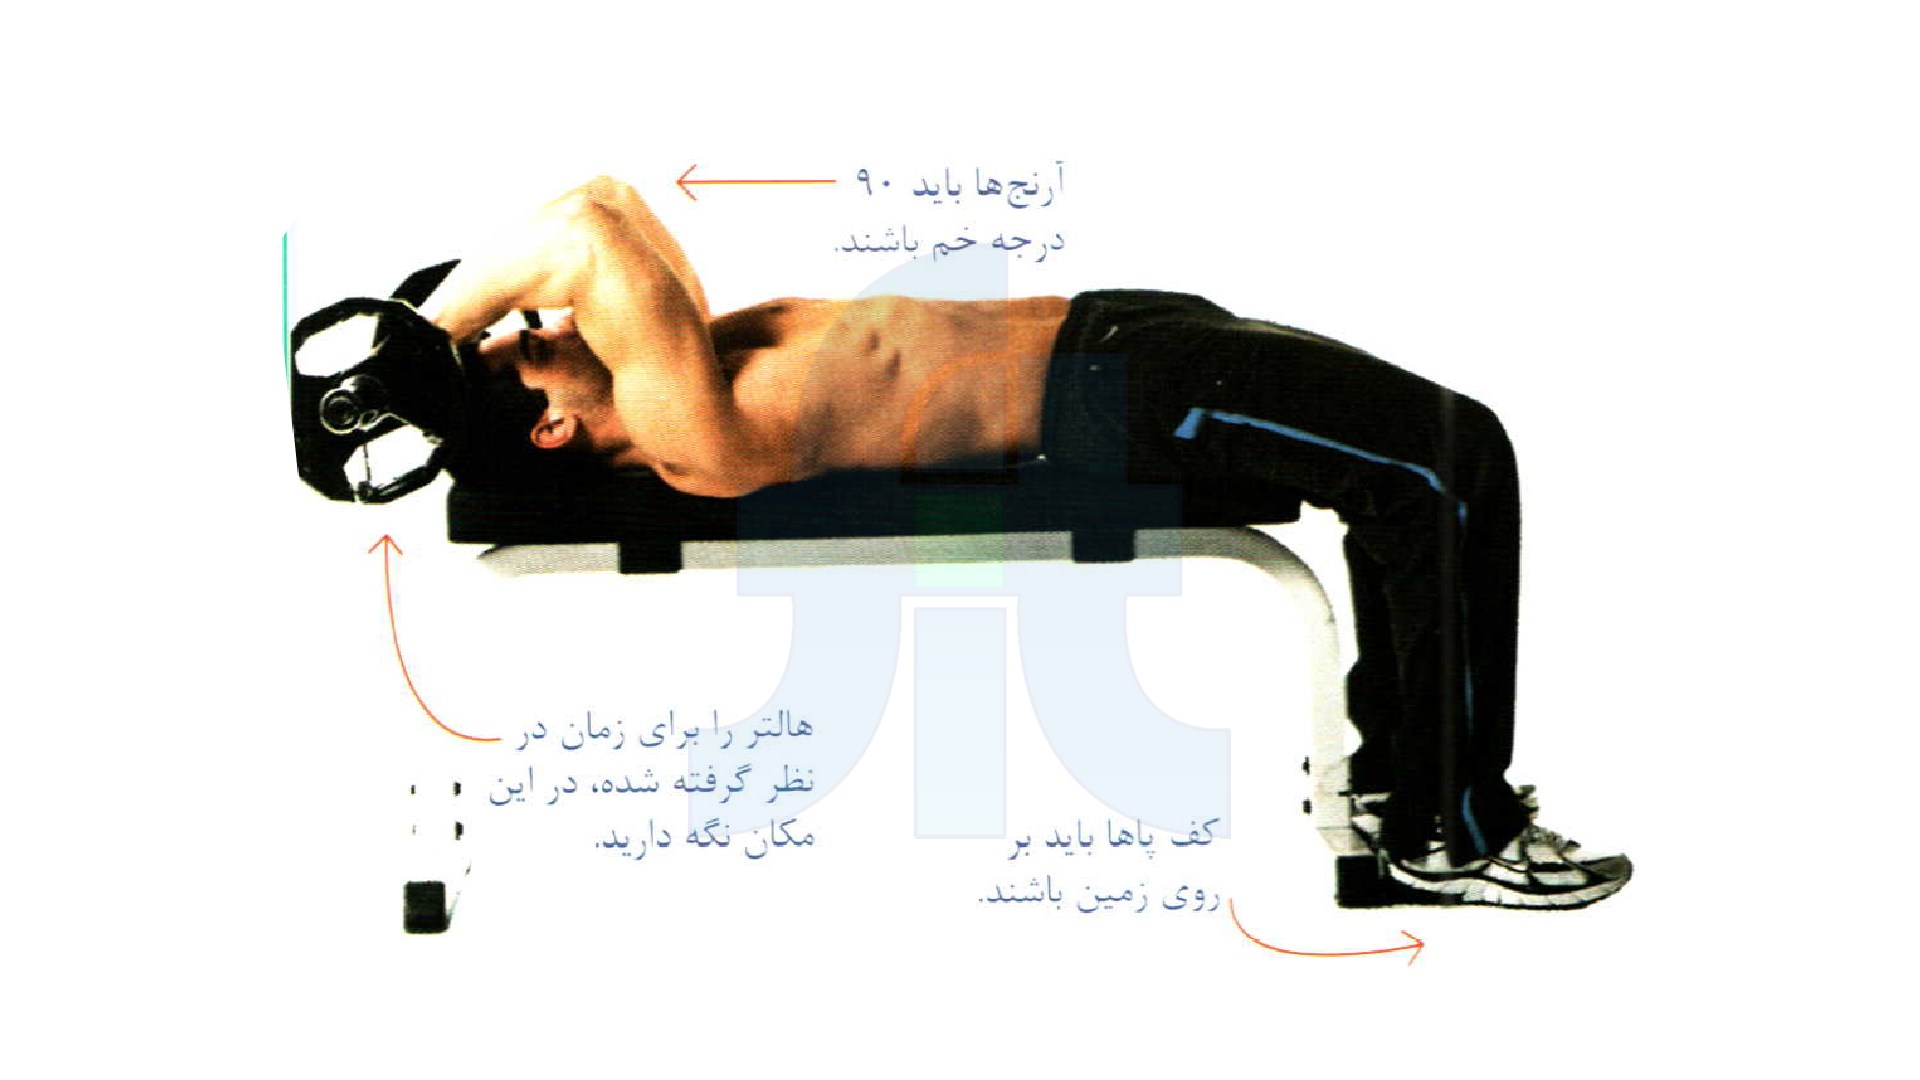 آرنج‌ها باید ۹۰
درجه خم باشند.
هالتر را برای زمان در
نظر گرفته شده، در این
مکان نگه دارید.
کف پاها باید بر
روی زمین باشند.